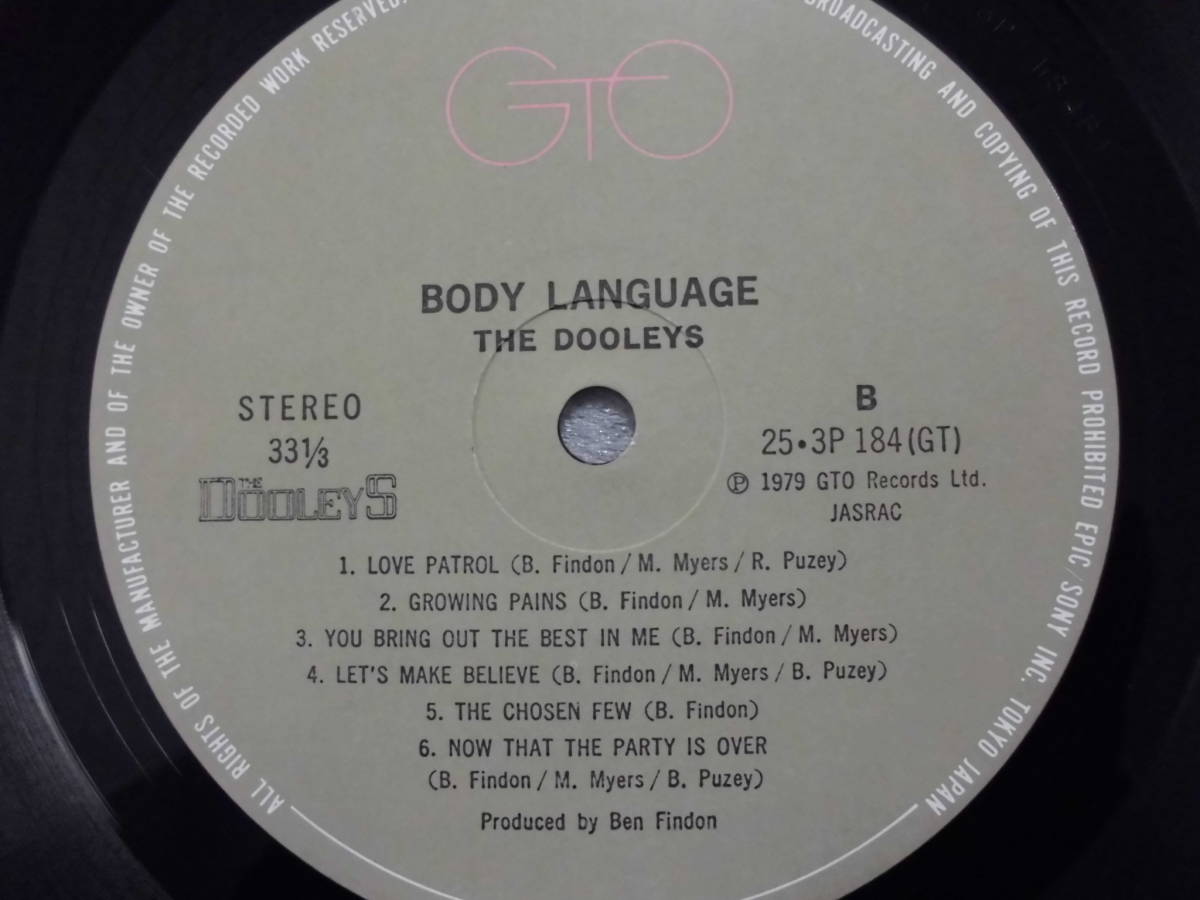 GTO
BODY LANGUAGE
THE DOOLEYS
STEREO
33⅓
THE DOOLEYS
B
25•3P 184(GT)
Ⓟ 1979 GTO Records Ltd.
JASRAC
1. LOVE PATROL (B. Findon / M. Myers / R. Puzey)
2. GROWING PAINS (B. Findon / M. Myers)
3. YOU BRING OUT THE BEST IN ME (B. Findon / M. Myers)
4. LET'S MAKE BELIEVE (B. Findon / M. Myers / B. Puzey)
5. THE CHOSEN FEW (B. Findon)
6. NOW THAT THE PARTY IS OVER
(B. Findon / M. Myers / B. Puzey)
Produced by Ben Findon
ALL RIGHTS OF THE MANUFACTURER AND OF THE OWNER OF THE RECORDED WORK RESERVED. BROADCASTING AND COPYING OF THIS RECORD PROHIBITED EPIC/SONY INC. TOKYO JAPAN